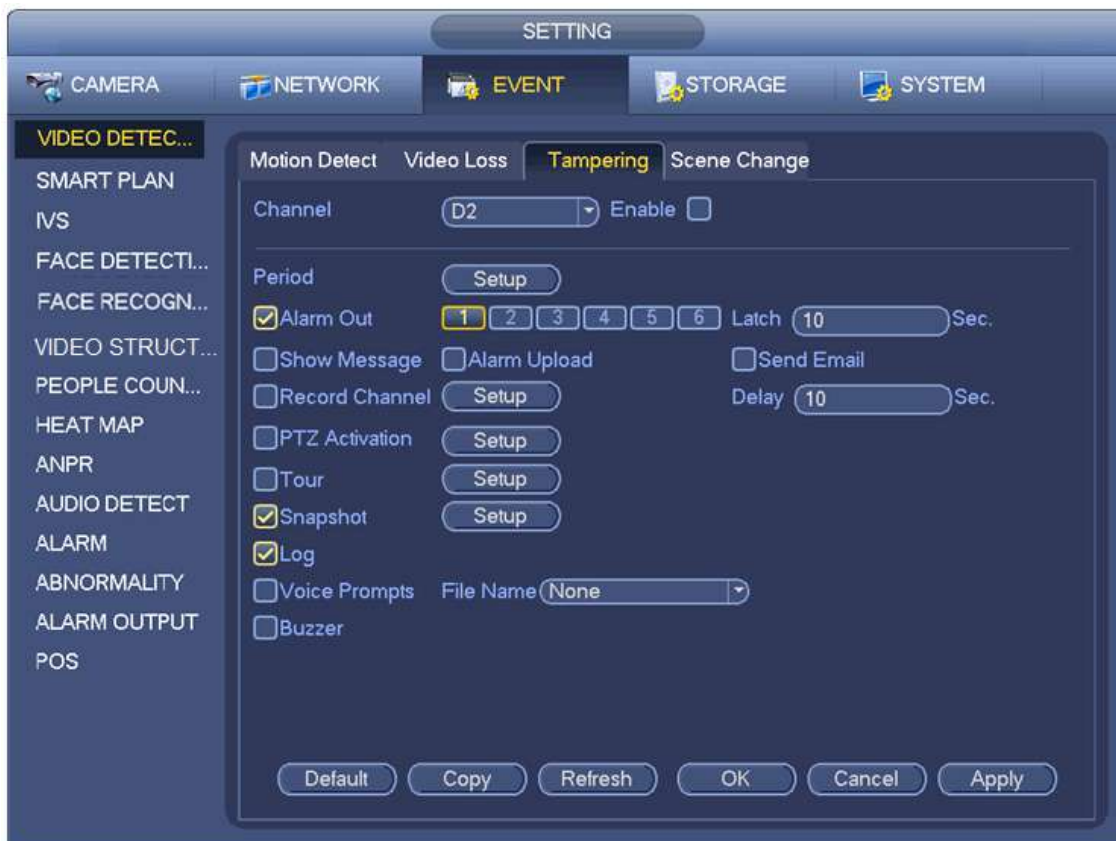 SETTING
CAMERA NETWORK EVENT STORAGE SYSTEM
VIDEO DETEC...
SMART PLAN
IVS
FACE DETECTI...
FACE RECOGN...
VIDEO STRUCT...
PEOPLE COUN...
HEAT MAP
ANPR
AUDIO DETECT
ALARM
ABNORMALITY
ALARM OUTPUT
POS
Motion Detect Video Loss Tampering Scene Change
Channel D2 Enable
Period Setup
Alarm Out 1 2 3 4 5 6 Latch 10 Sec.
Show Message Alarm Upload Send Email
Record Channel Setup Delay 10 Sec.
PTZ Activation Setup
Tour Setup
Snapshot Setup
Log
Voice Prompts File Name None
Buzzer
Default Copy Refresh OK Cancel Apply